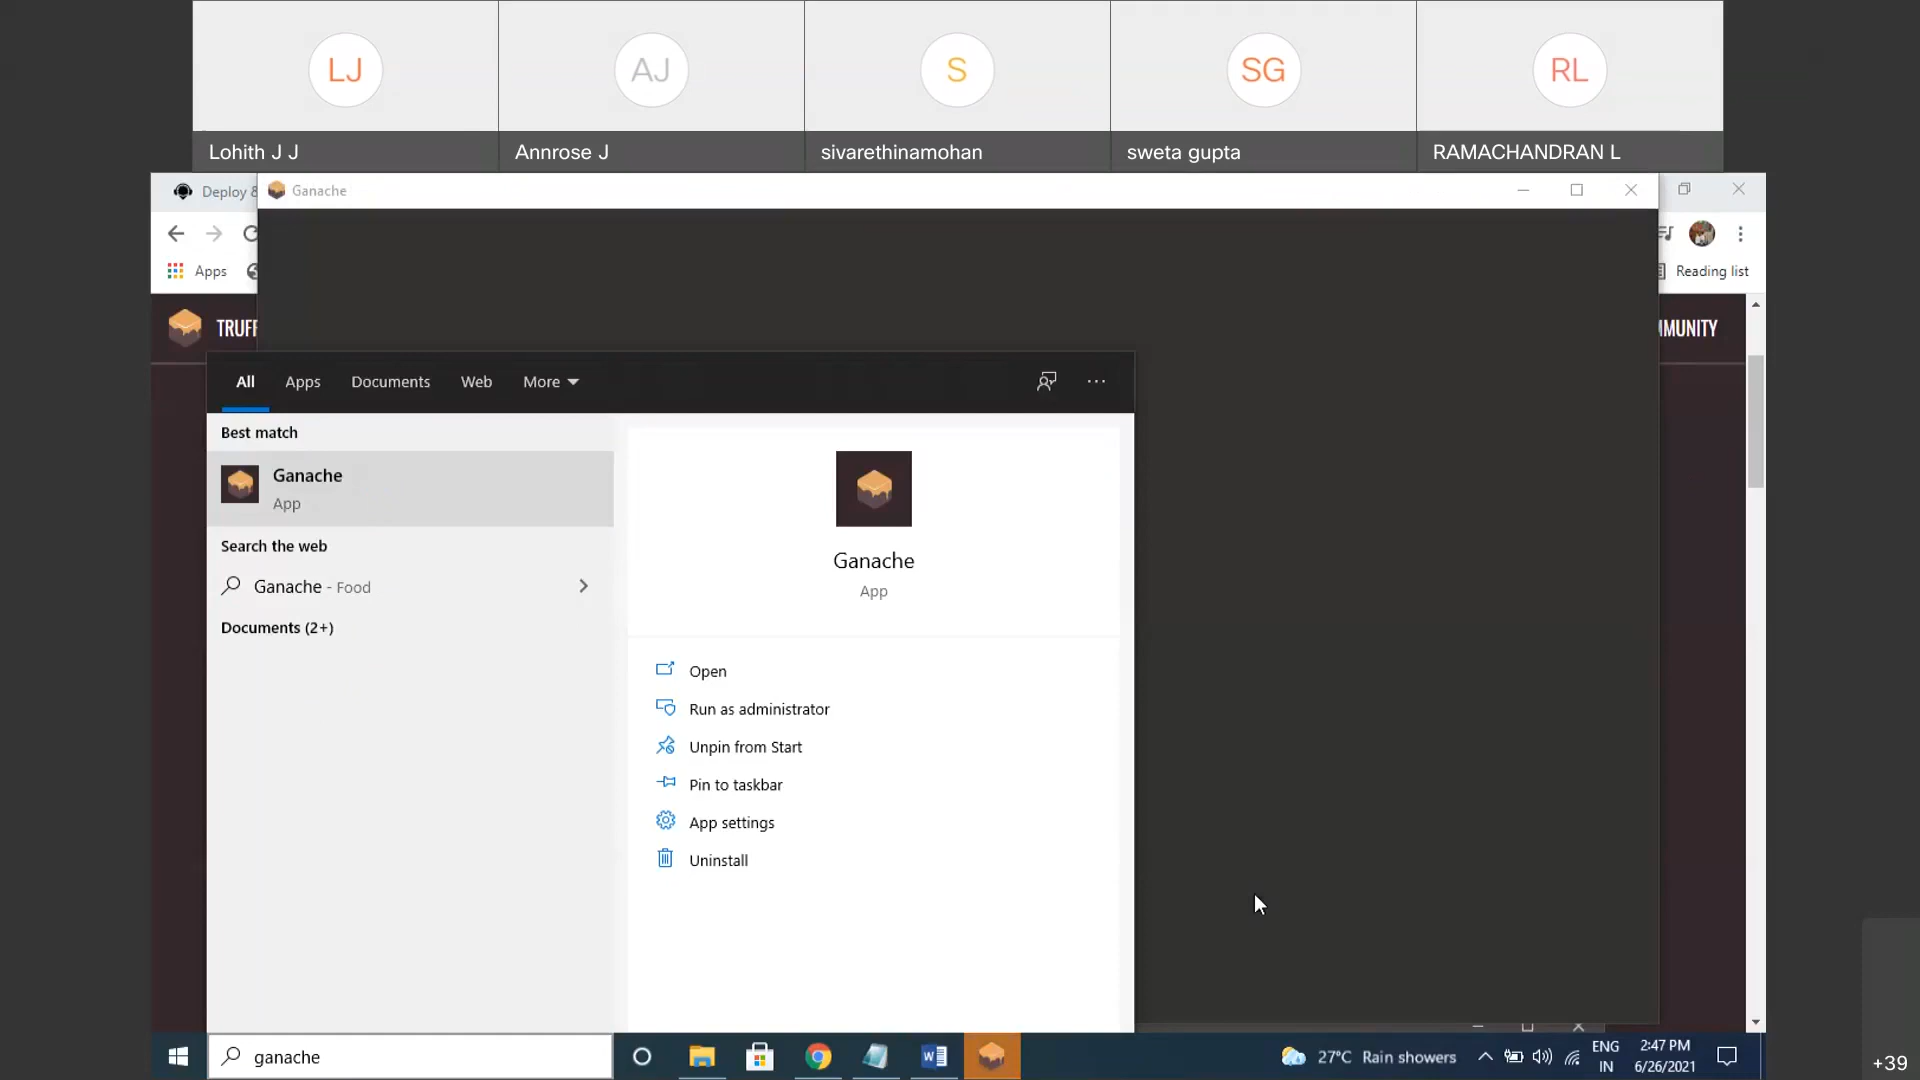 LJ
AJ
S
SG
RL
Lohith J J
Annrose J
sivarethinamohan
sweta gupta
RAMACHANDRAN L
Deploy &
Ganache
Apps
Reading list
TRUFF
MMUNITY
All
Apps
Documents
Web
More
Best match
Ganache
App
Search the web
Ganache - Food
Documents (2+)
Ganache
App
Open
Run as administrator
Unpin from Start
Pin to taskbar
App settings
Uninstall
ganache
27°C Rain showers
ENG
IN
2:47 PM
6/26/2021
+39